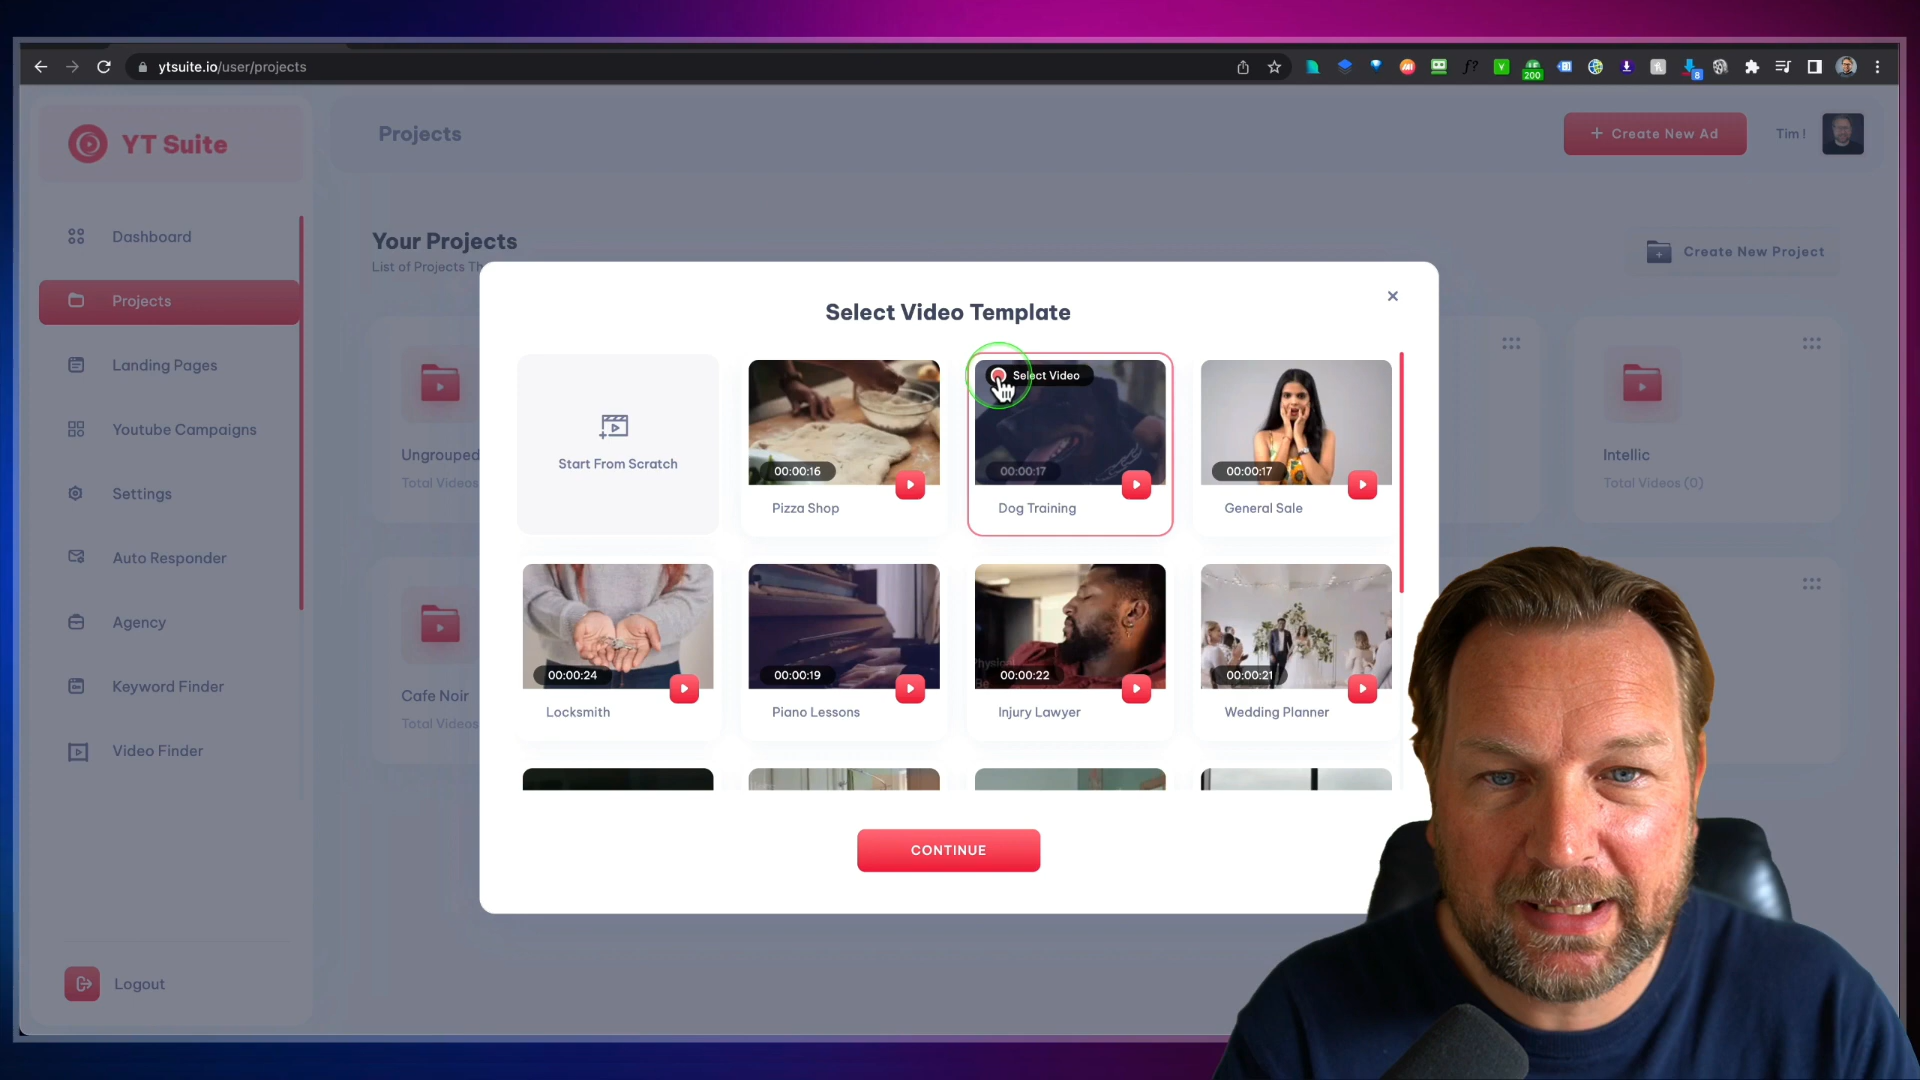 ytsuite.io/user/projects
200
8
YT Suite
Projects
+ Create New Ad
Tim !
Dashboard
Projects
Landing Pages
Youtube Campaigns
Settings
Auto Responder
Agency
Keyword Finder
Video Finder
Logout
Your Projects
List of Projects Th
Create New Project
Ungrouped
Total Videos
Cafe Noir
Total Videos
Intellic
Total Videos (0)
Select Video Template
Start From Scratch
00:00:16
Pizza Shop
Select Video
00:00:17
Dog Training
00:00:17
General Sale
00:00:24
Locksmith
00:00:19
Piano Lessons
00:00:22
Injury Lawyer
00:00:21
Wedding Planner
CONTINUE